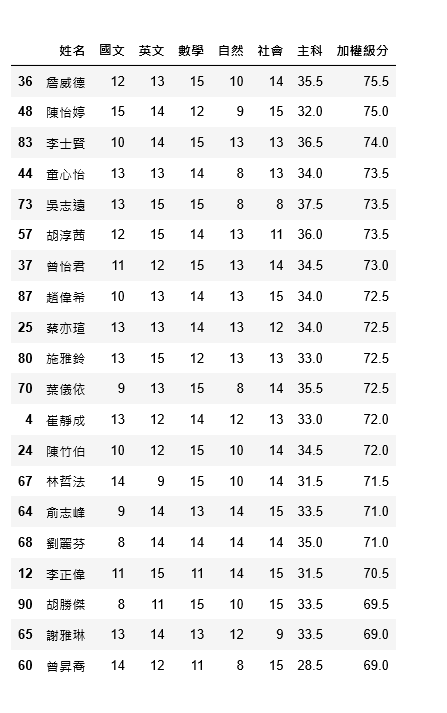 姓名 國文 英文 數學 自然 社會 主科 加權級分
36 詹威德 12 13 15 10 14 35.5 75.5
48 陳怡婷 15 14 12 9 15 32.0 75.0
83 李士賢 10 14 15 13 13 36.5 74.0
44 童心怡 13 13 14 8 13 34.0 73.5
73 吳志遠 13 15 15 8 8 37.5 73.5
57 胡淳茜 12 15 14 13 11 36.0 73.5
37 曾怡君 11 12 15 13 14 34.5 73.0
87 趙偉希 10 13 14 13 15 34.0 72.5
25 蔡亦瑄 13 13 14 13 12 34.0 72.5
80 施雅鈴 13 15 12 13 13 33.0 72.5
70 葉儀依 9 13 15 8 14 35.5 72.5
4 崔靜成 13 12 14 12 13 33.0 72.0
24 陳竹伯 10 12 15 10 14 34.5 72.0
67 林哲法 14 9 15 10 14 31.5 71.5
64 俞志峰 9 14 13 14 15 33.5 71.0
68 劉麗芬 8 14 14 14 14 35.0 71.0
12 李正偉 11 15 11 14 15 31.5 70.5
90 胡勝傑 8 11 15 10 15 33.5 69.5
65 謝雅琳 13 14 13 12 9 33.5 69.0
60 曾昇喬 14 12 11 8 15 28.5 69.0